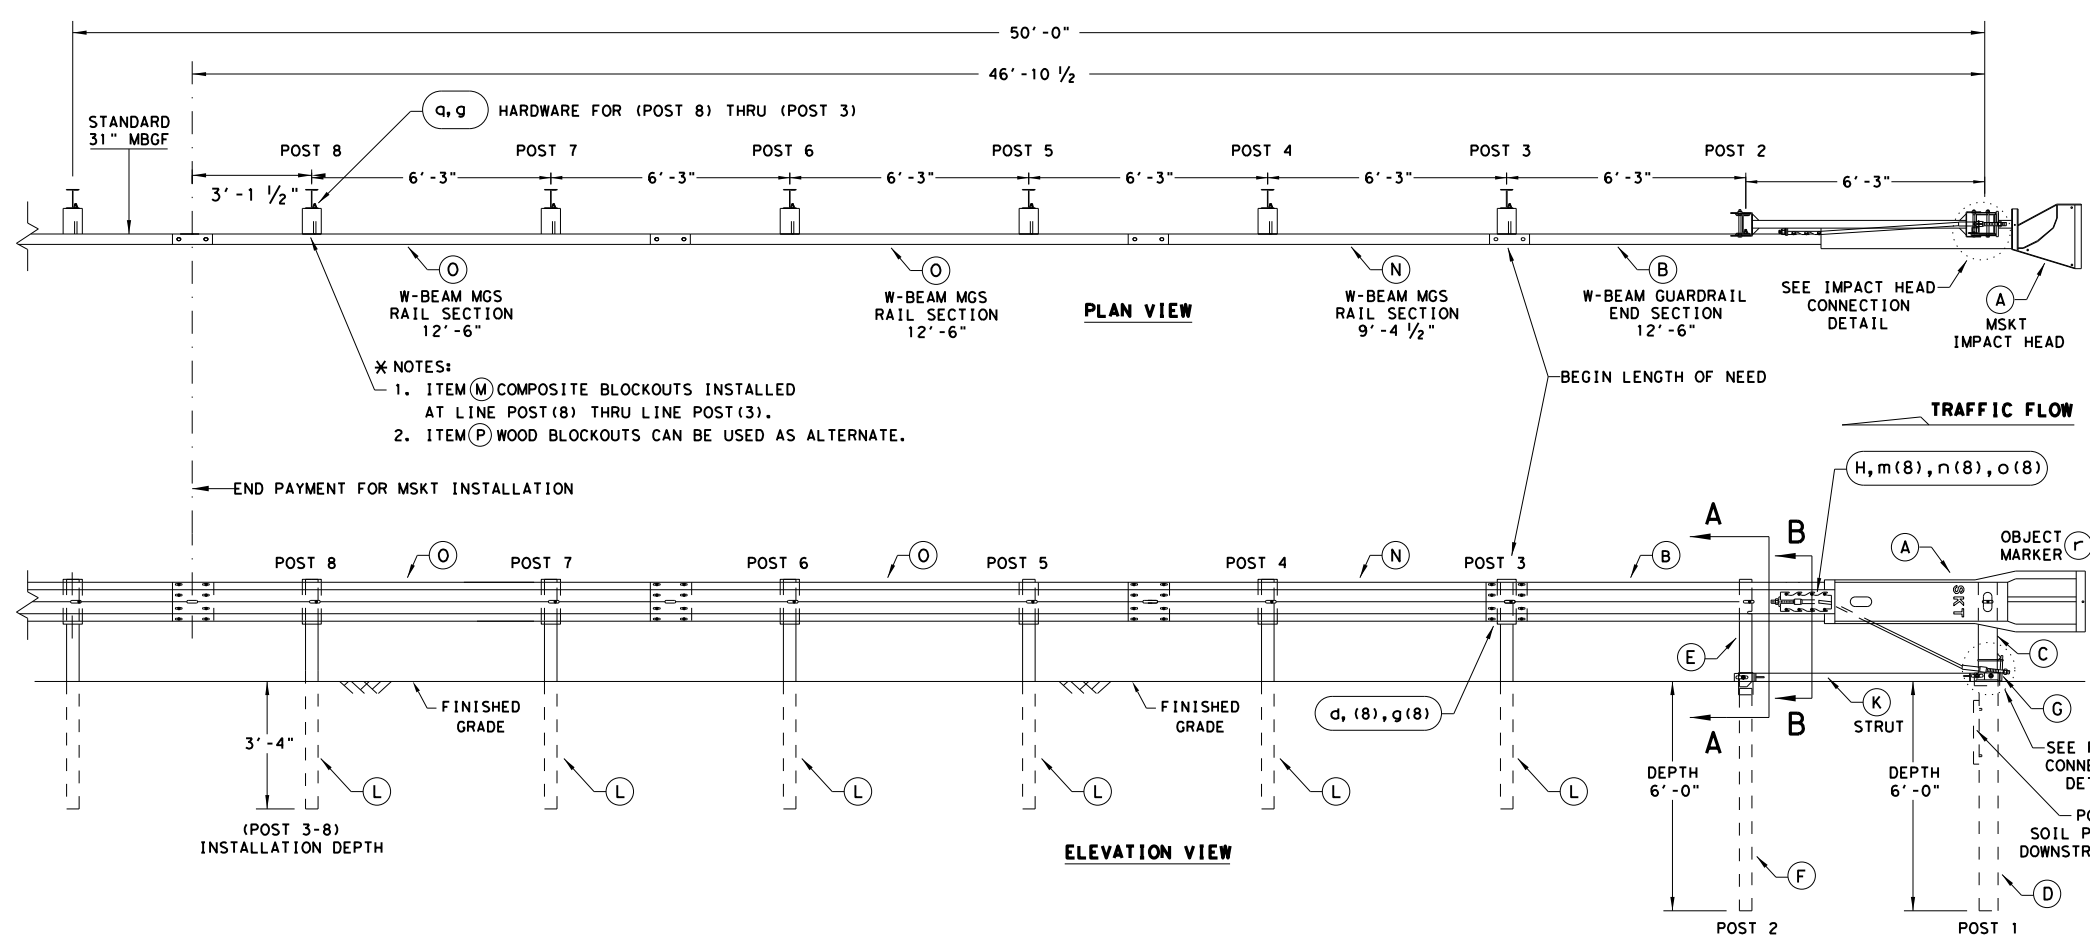 50'-0"
46'-10 1/2
q,g HARDWARE FOR (POST 8) THRU (POST 3)
STANDARD
31" MBGF
POST 8
POST 7
POST 6
POST 5
POST 4
POST 3
POST 2
3'-1 1/2"
6'-3"
6'-3"
6'-3"
6'-3"
6'-3"
6'-3"
6'-3"
O
W-BEAM MGS
RAIL SECTION
12'-6"
O
W-BEAM MGS
RAIL SECTION
12'-6"
PLAN VIEW
N
W-BEAM MGS
RAIL SECTION
9'-4 1/2"
B
W-BEAM GUARDRAIL
END SECTION
12'-6"
SEE IMPACT HEAD
CONNECTION
DETAIL
A
MSKT
IMPACT HEAD
* NOTES:
1. ITEM M COMPOSITE BLOCKOUTS INSTALLED
AT LINE POST(8) THRU LINE POST(3).
2. ITEM P WOOD BLOCKOUTS CAN BE USED AS ALTERNATE.
BEGIN LENGTH OF NEED
TRAFFIC FLOW
END PAYMENT FOR MSKT INSTALLATION
H,m(8),n(8),o(8)
POST 8
O
POST 7
POST 6
O
POST 5
POST 4
N
POST 3
B
A
B
A
OBJECT
MARKER r
SKT
E
C
FINISHED
GRADE
FINISHED
GRADE
d, (8),g(8)
A
B
K
STRUT
G
3'-4"
L
L
L
L
L
L
(POST 3-8)
INSTALLATION DEPTH
ELEVATION VIEW
DEPTH
6'-0"
DEPTH
6'-0"
SEE
CONNE
DE
PO
SOIL P
DOWNSTR
F
D
POST 2
POST 1